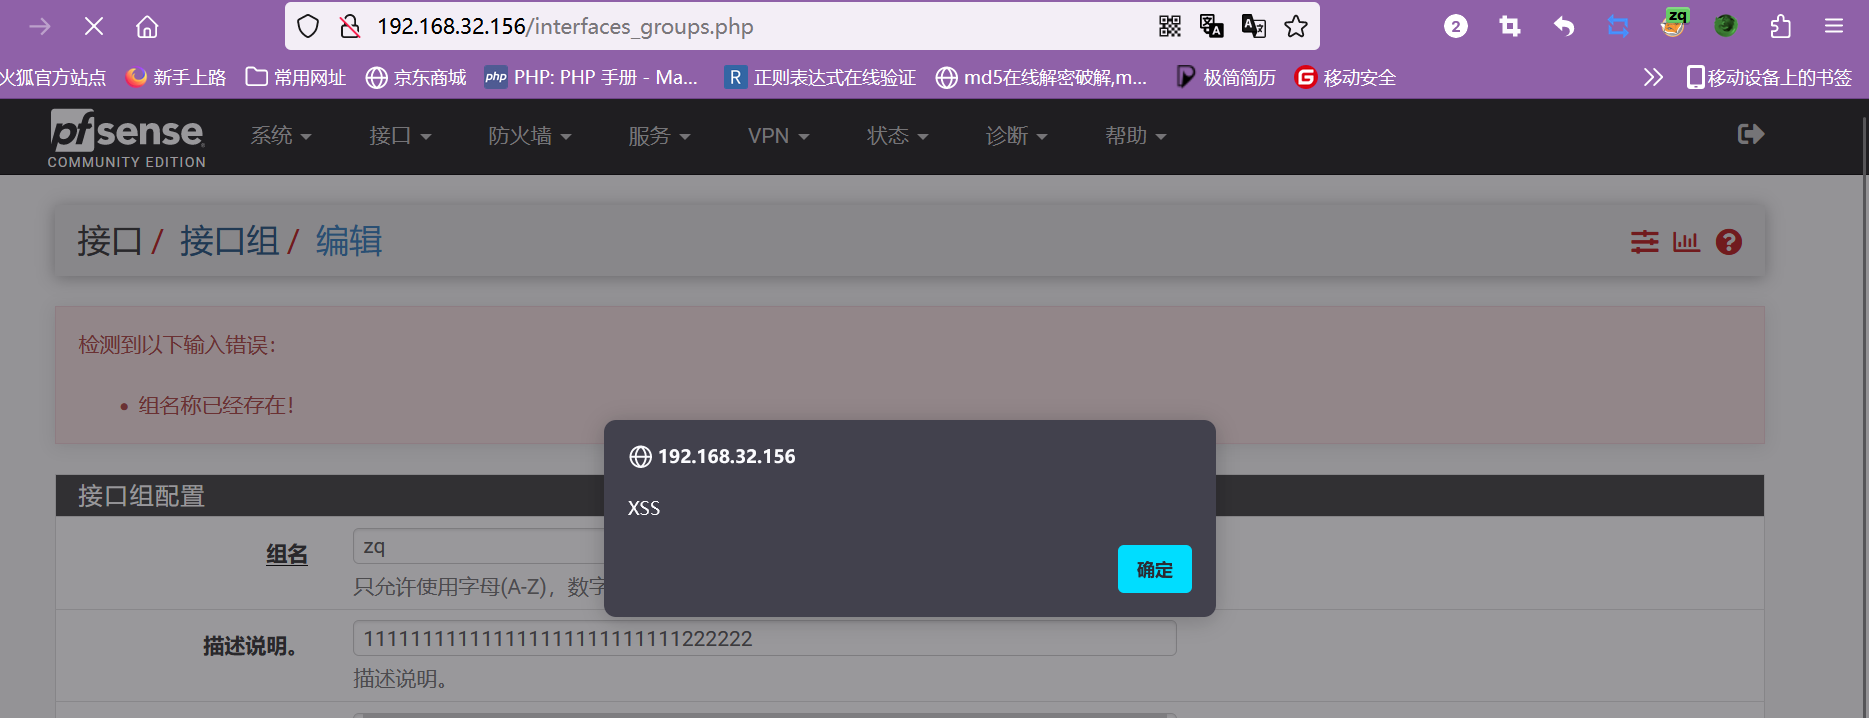 192.168.32.156/interfaces_groups.php
2
zq
火狐官方站点 新手上路 常用网址 京东商城 php PHP: PHP 手册 - Ma... R 正则表达式在线验证 md5在线解密破解,m... 极简简历 G 移动安全 移动设备上的书签
pfsense
COMMUNITY EDITION
系统 接口 防火墙 服务 VPN 状态 诊断 帮助
接口 / 接口组 / 编辑
检测到以下输入错误:
• 组名称已经存在!
192.168.32.156
XSS
确定
接口组配置
组名 zq
只允许使用字母(A-Z)，数字
描述说明。 11111111111111111111111111111222222
描述说明。